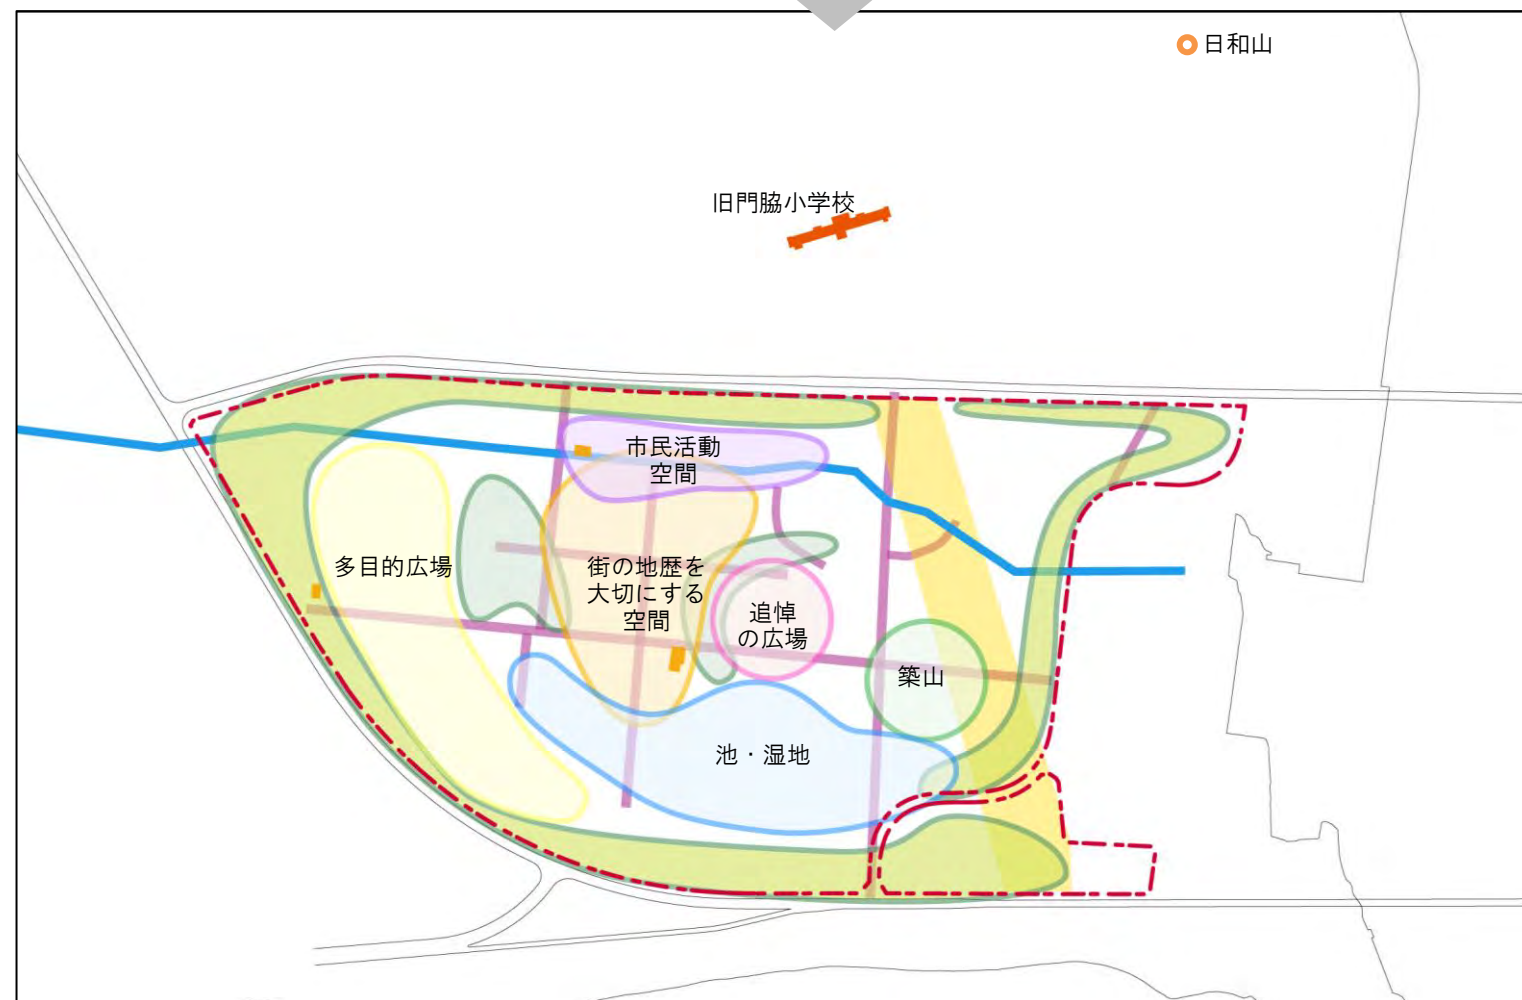 日和山
旧門脇小学校
市民活動
空間
多目的広場
街の地歴を
大切にする
空間
追悼
の広場
築山
池・湿地